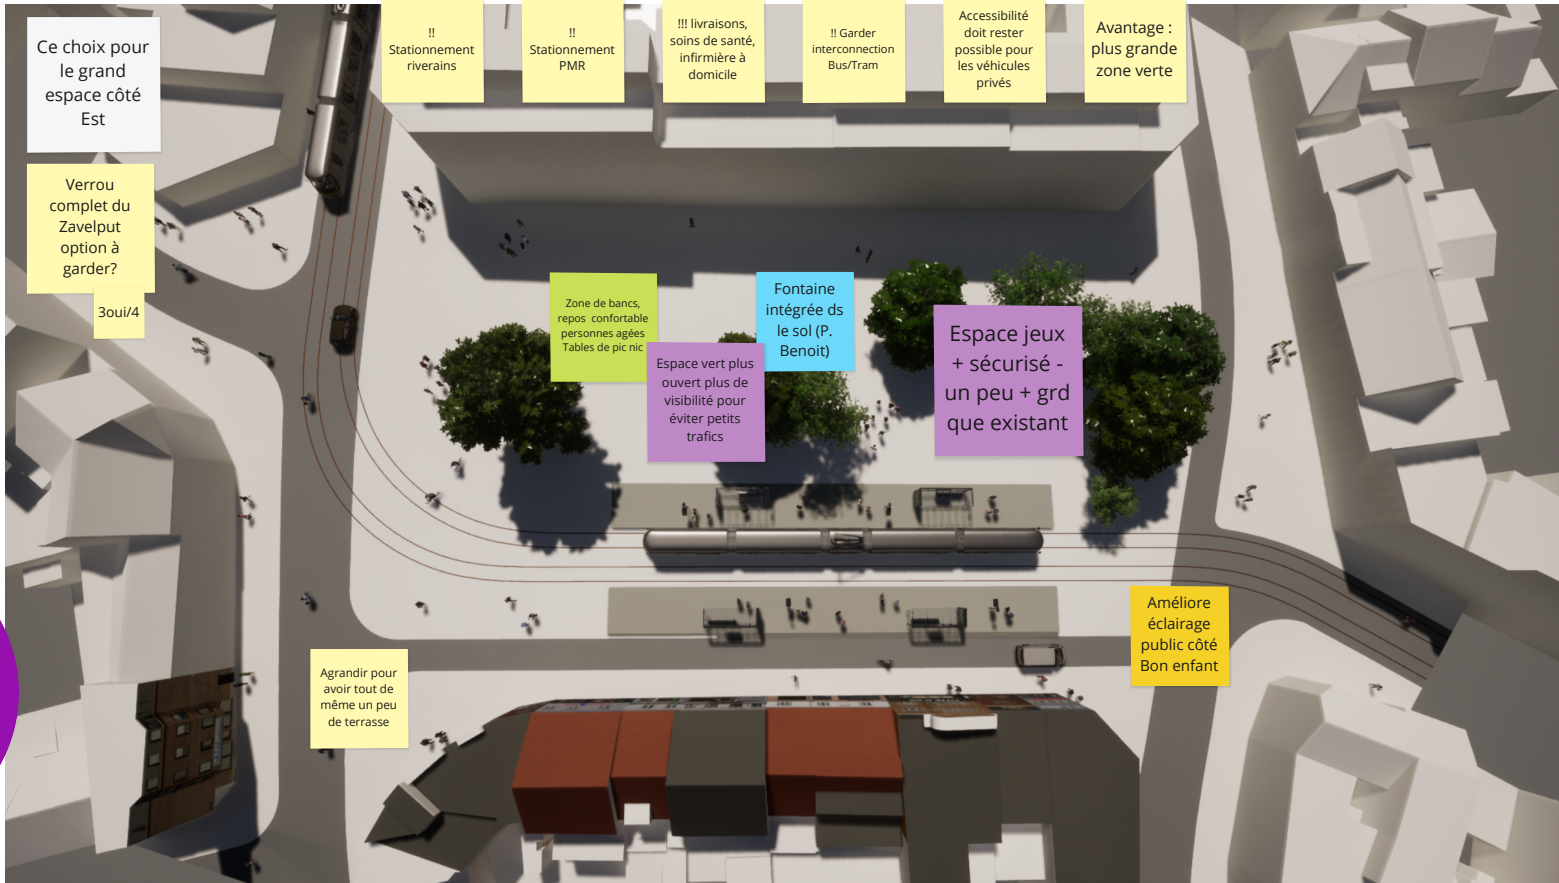 Ce choix pour
le grand
espace côté
Est
!!
Stationnement
riverains
!!
Stationnement
PMR
!!! livraisons,
soins de santé,
infirmière à
domicile
!! Garder
interconnection
Bus/Tram
Accessibilité
doit rester
possible pour
les véhicules
privés
Avantage :
plus grande
zone verte
Verrou
complet du
Zavelput
option à
garder?
3oui/4
Zone de bancs,
repos confortable
personnes agées
Tables de pic nic
Fontaine
intégrée ds
le sol (P.
Benoit)
Espace vert plus
ouvert plus de
visibilité pour
éviter petits
trafics
Espace jeux
+ sécurisé -
un peu + grd
que existant
Améliore
éclairage
public côté
Bon enfant
Agrandir pour
avoir tout de
même un peu
de terrasse